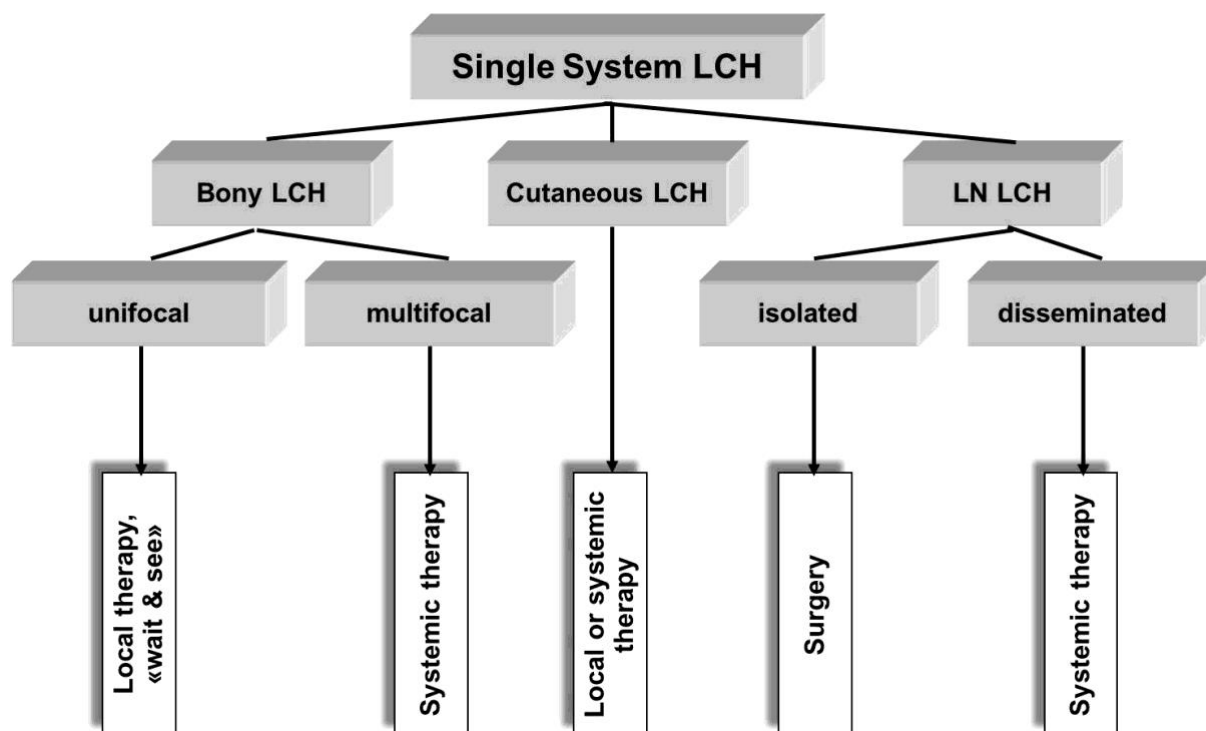 Single System LCH
Bony LCH
Cutaneous LCH
LN LCH
unifocal
multifocal
isolated
disseminated
Local therapy,
«wait & see»
Systemic therapy
Local or systemic
therapy
Surgery
Systemic therapy